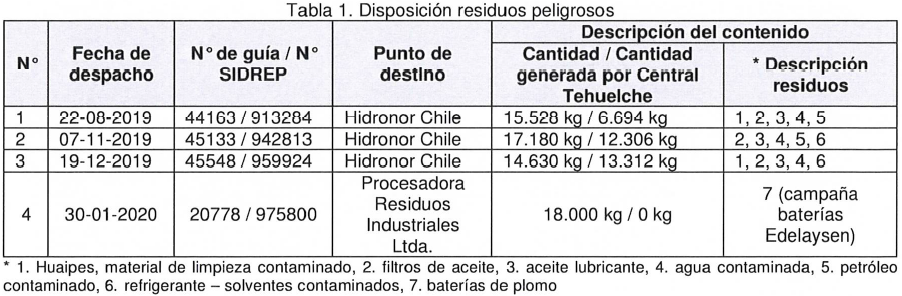 Tabla 1. Disposición residuos peligrosos
N° Fecha de despacho N° de guía / N° SIDREP Punto de destino Descripción del contenido
Cantidad / Cantidad generada por Central Tehuelche * Descripción residuos
1 22-08-2019 44163 / 913284 Hidronor Chile 15.528 kg / 6.694 kg 1, 2, 3, 4, 5
2 07-11-2019 45133 / 942813 Hidronor Chile 17.180 kg / 12.306 kg 2, 3, 4, 5, 6
3 19-12-2019 45548 / 959924 Hidronor Chile 14.630 kg / 13.312 kg 1, 2, 3, 4, 6
4 30-01-2020 20778 / 975800 Procesadora Residuos Industriales Ltda. 18.000 kg / 0 kg 7 (campaña baterías Edelaysen)
* 1. Huaipes, material de limpieza contaminado, 2. filtros de aceite, 3. aceite lubricante, 4. agua contaminada, 5. petróleo
contaminado, 6. refrigerante – solventes contaminados, 7. baterías de plomo